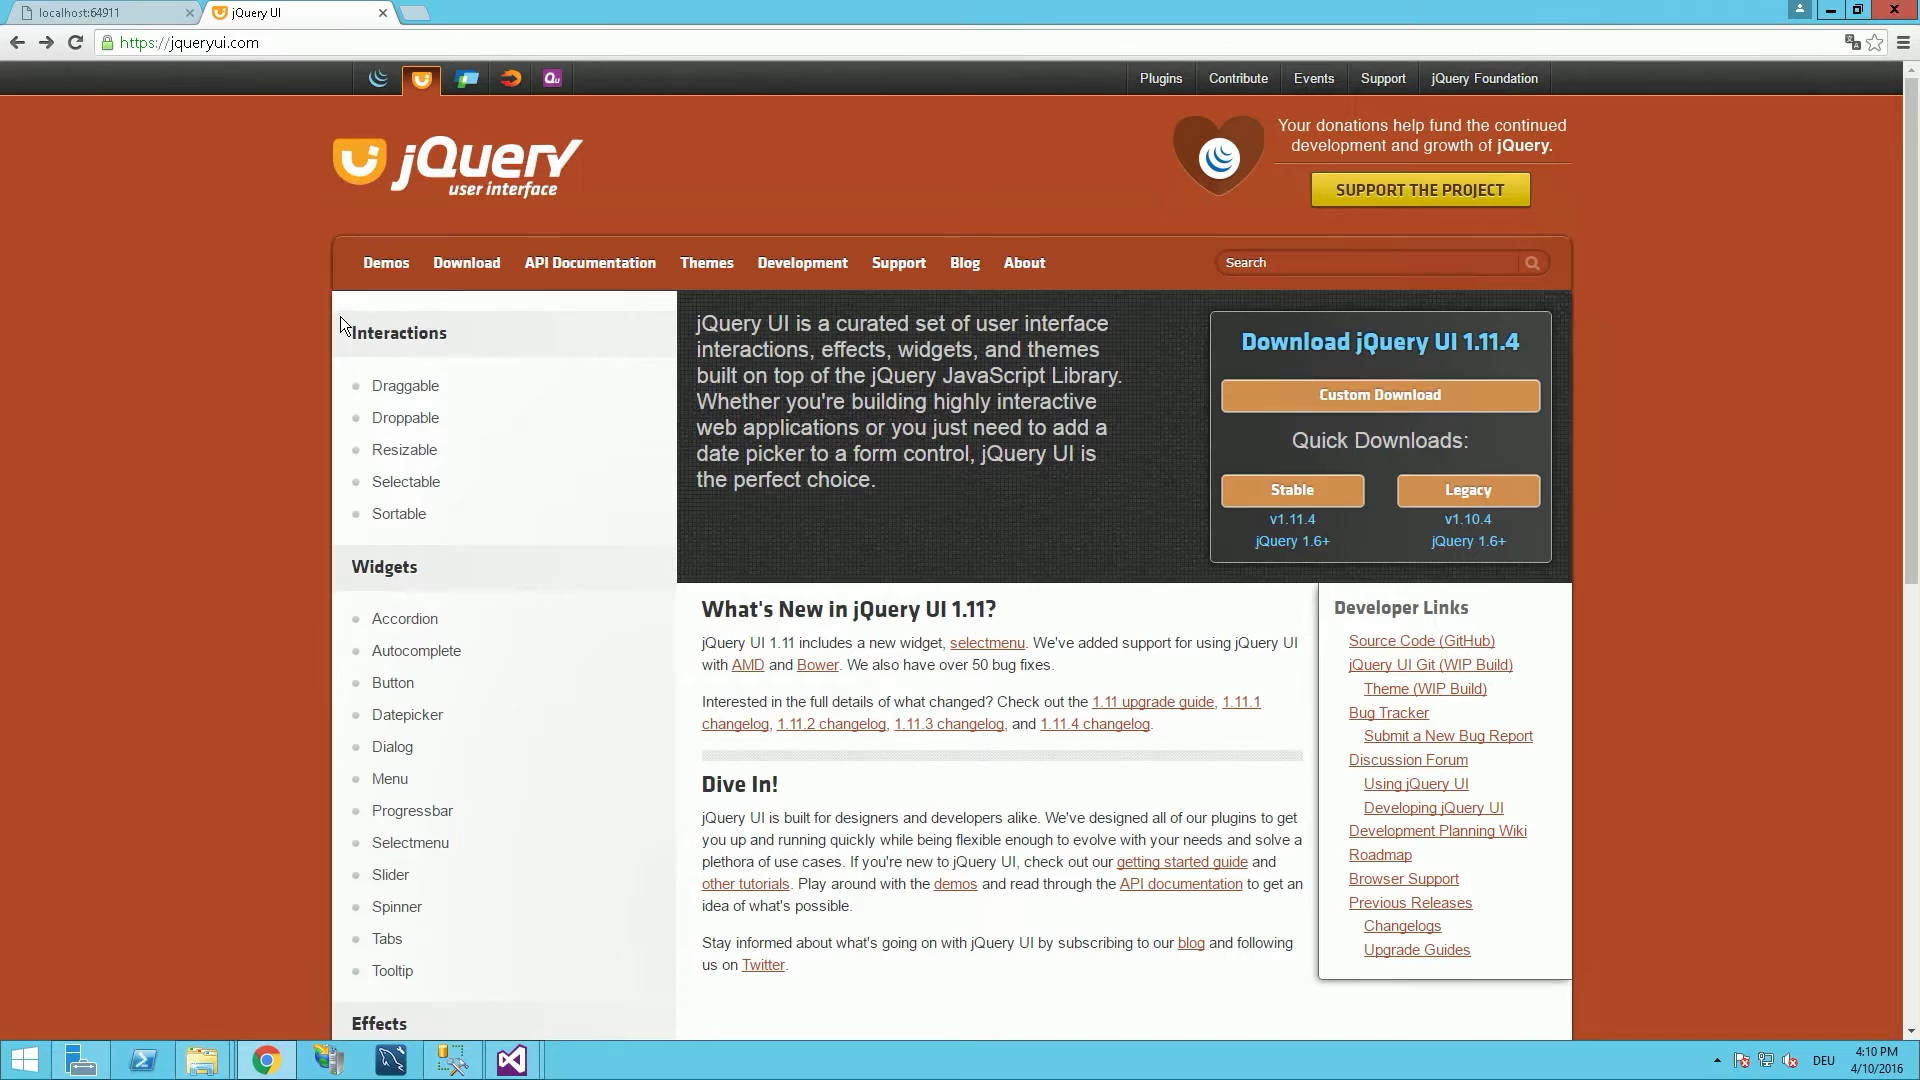 localhost:64911
jQuery UI
https://jqueryui.com
Plugins
Contribute
Events
Support
jQuery Foundation
jQuery
user interface
Your donations help fund the continued
development and growth of jQuery.
SUPPORT THE PROJECT
Demos
Download
API Documentation
Themes
Development
Support
Blog
About
Search
Interactions
Draggable
Droppable
Resizable
Selectable
Sortable
Widgets
Accordion
Autocomplete
Button
Datepicker
Dialog
Menu
Progressbar
Selectmenu
Slider
Spinner
Tabs
Tooltip
Effects
jQuery UI is a curated set of user interface
interactions, effects, widgets, and themes
built on top of the jQuery JavaScript Library.
Whether you're building highly interactive
web applications or you just need to add a
date picker to a form control, jQuery UI is
the perfect choice.
Download jQuery UI 1.11.4
Custom Download
Quick Downloads:
Stable
v1.11.4
jQuery 1.6+
Legacy
v1.10.4
jQuery 1.6+
What's New in jQuery UI 1.11?
jQuery UI 1.11 includes a new widget, selectmenu. We've added support for using jQuery UI
with AMD and Bower. We also have over 50 bug fixes.
Interested in the full details of what changed? Check out the 1.11 upgrade guide, 1.11.1
changelog, 1.11.2 changelog, 1.11.3 changelog, and 1.11.4 changelog.
Dive In!
jQuery UI is built for designers and developers alike. We've designed all of our plugins to get
you up and running quickly while being flexible enough to evolve with your needs and solve a
plethora of use cases. If you're new to jQuery UI, check out our getting started guide and
other tutorials. Play around with the demos and read through the API documentation to get an
idea of what's possible.
Stay informed about what's going on with jQuery UI by subscribing to our blog and following
us on Twitter.
Developer Links
Source Code (GitHub)
jQuery UI Git (WIP Build)
Theme (WIP Build)
Bug Tracker
Submit a New Bug Report
Discussion Forum
Using jQuery UI
Developing jQuery UI
Development Planning Wiki
Roadmap
Browser Support
Previous Releases
Changelogs
Upgrade Guides
DEU
4:10 PM
4/10/2016